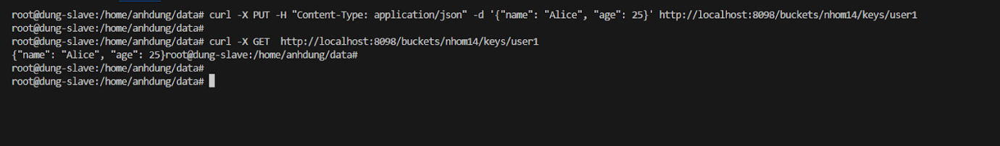 root@dung-slave:/home/anhdung/data# curl -X PUT -H "Content-Type: application/json" -d '{"name": "Alice", "age": 25}' http://localhost:8098/buckets/nhom14/keys/user1
root@dung-slave:/home/anhdung/data#
root@dung-slave:/home/anhdung/data# curl -X GET  http://localhost:8098/buckets/nhom14/keys/user1
{"name": "Alice", "age": 25}root@dung-slave:/home/anhdung/data#
root@dung-slave:/home/anhdung/data#
root@dung-slave:/home/anhdung/data#